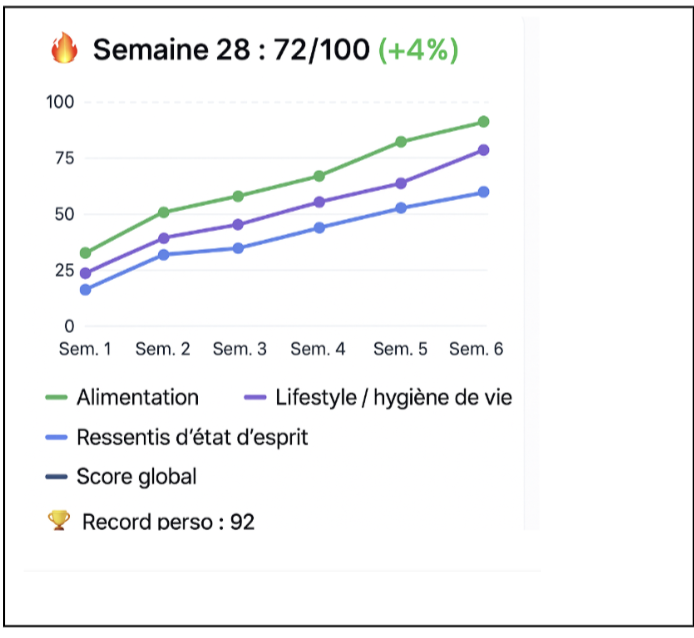 🔥 Semaine 28 : 72/100 (+4%)
100
75
50
25
0
Sem. 1 Sem. 2 Sem. 3 Sem. 4 Sem. 5 Sem. 6
Alimentation Lifestyle / hygiène de vie
Ressentis d’état d’esprit
Score global
🏆 Record perso : 92